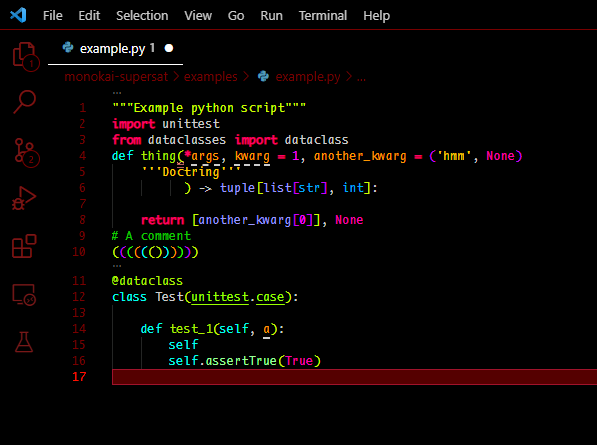 File Edit Selection View Go Run Terminal Help
example.py 1
monokai-supersat > examples > example.py > ...
1 """Example python script"""
2 import unittest
3 from dataclasses import dataclass
4 def thing(*args, kwarg = 1, another_kwarg = ('hmm', None)
5 '''Doctring'''
6 ) -> tuple[list[str], int]:
7
8 return [another_kwarg[0]], None
9 # A comment
10 (((((())))))
11 @dataclass
12 class Test(unittest.case):
13
14 def test_1(self, a):
15 self
16 self.assertTrue(True)
17
1
2